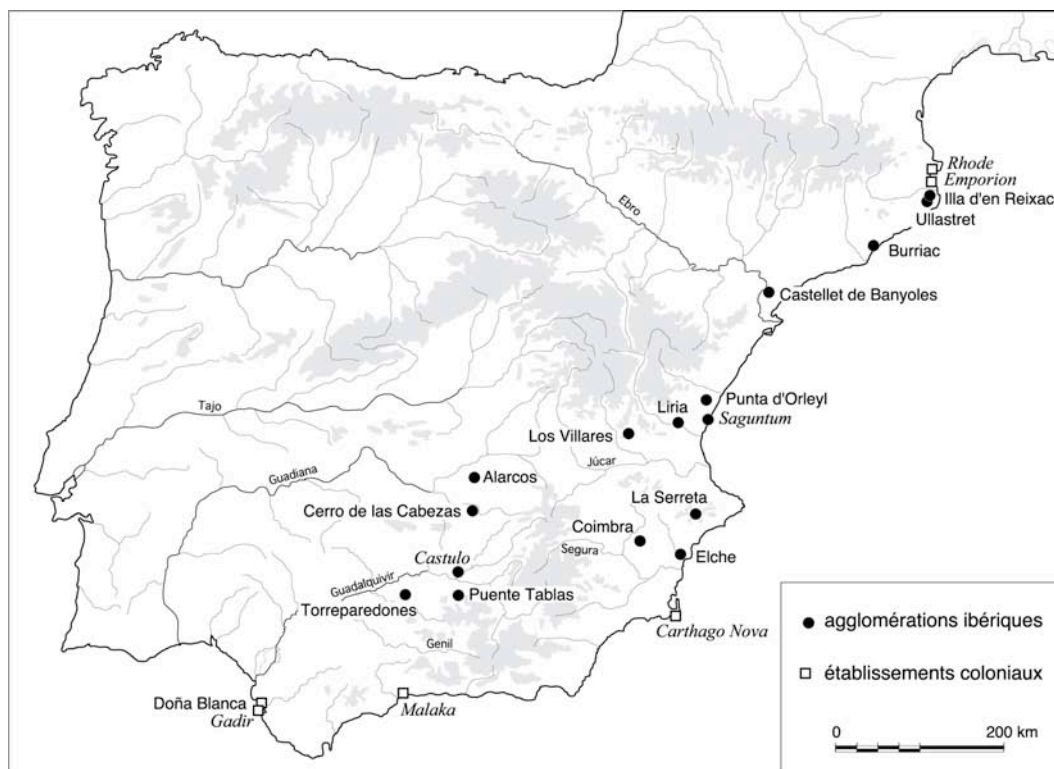 Rhode
Emporion
Illa d'en Reixac
Ullastret
Ebro
Burriac
Castellet de Banyoles
Punta d'Orleyl
Liria
Saguntum
Tajo
Los Villares
Júcar
Guadiana
Alarcos
La Serreta
Cerro de las Cabezas
Coimbra
Segura
Elche
Castulo
Guadalquivir
Puente Tablas
Torreparedones
Carthago Nova
Genil
Doña Blanca
Gadir
Malaka
agglomérations ibériques
établissements coloniaux
0 200 km